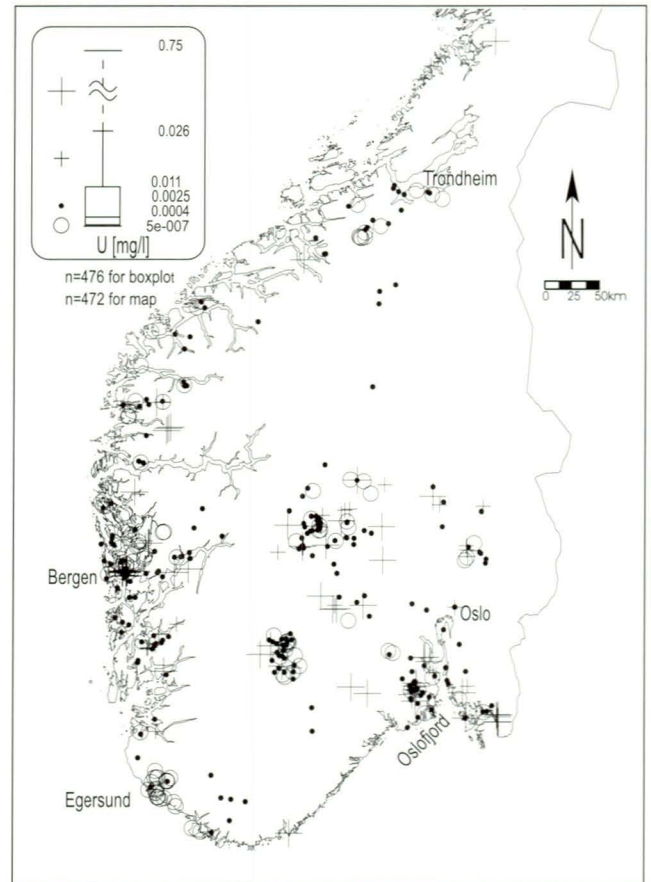 0.75
0.026
0.011
0.0025
0.0004
5e-007
U [mg/l]
n=476 for boxplot
n=472 for map
Trondheim
N
0 25 50km
Bergen
Oslo
Oslofjord
Egersund